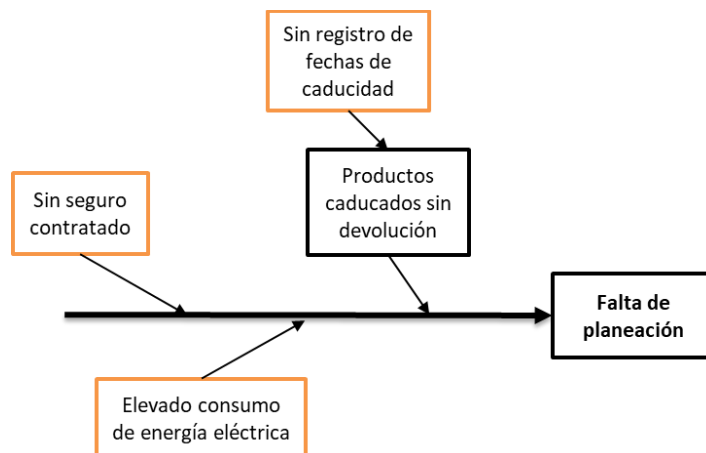 Sin registro de
fechas de
caducidad
Productos
caducados sin
devolución
Sin seguro
contratado
Falta de
planeación
Elevado consumo
de energía eléctrica